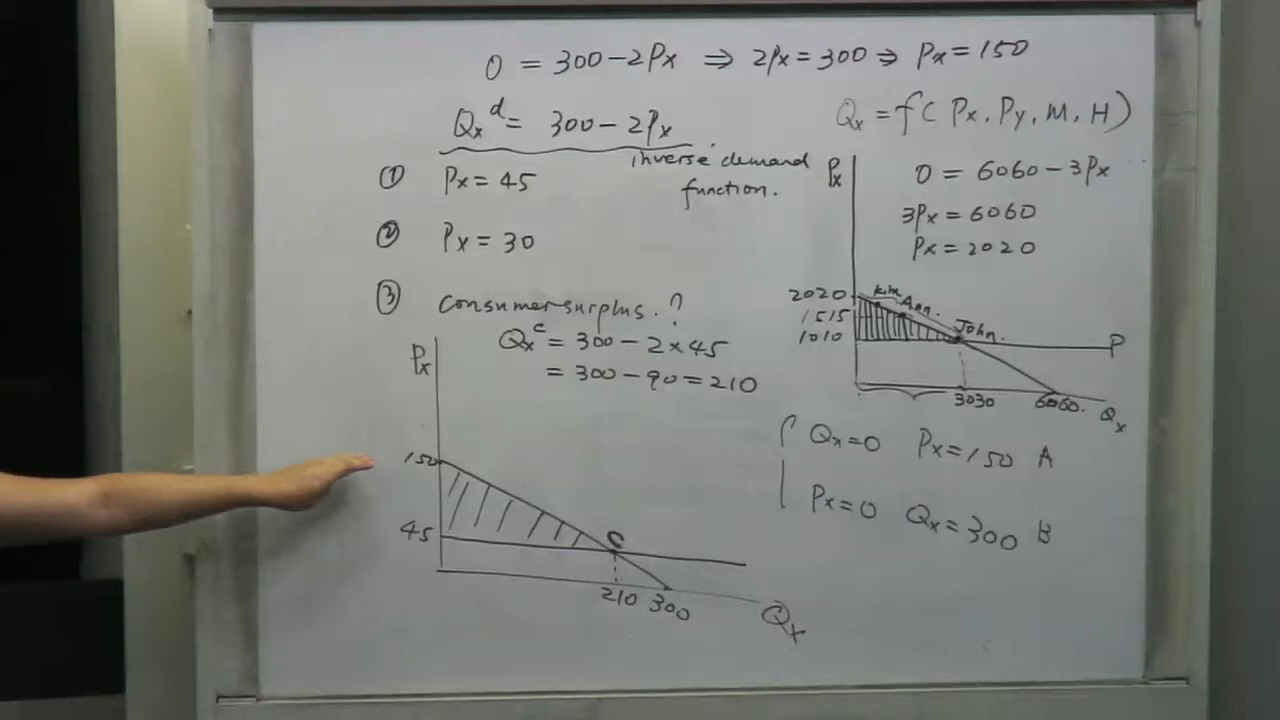 0 = 300-2Px ⇒ 2Px=300 ⇒ Px=150
Qx^d = 300-2Px
inverse demand
function.
① Px = 45
② Px = 30
③ consumer surplus.?
Qx^c = 300-2×45
= 300-90=210
Px
150
45
C
210 300
Qx
Qx = f( Px, Py, M, H)
Px
0 = 6060-3Px
3Px = 6060
Px = 2020
2020
1515
1010
kim
Ann.
John.
P
3030
6060.
Qx
Qx=0 Px=150 A
Px=0 Qx=300 B